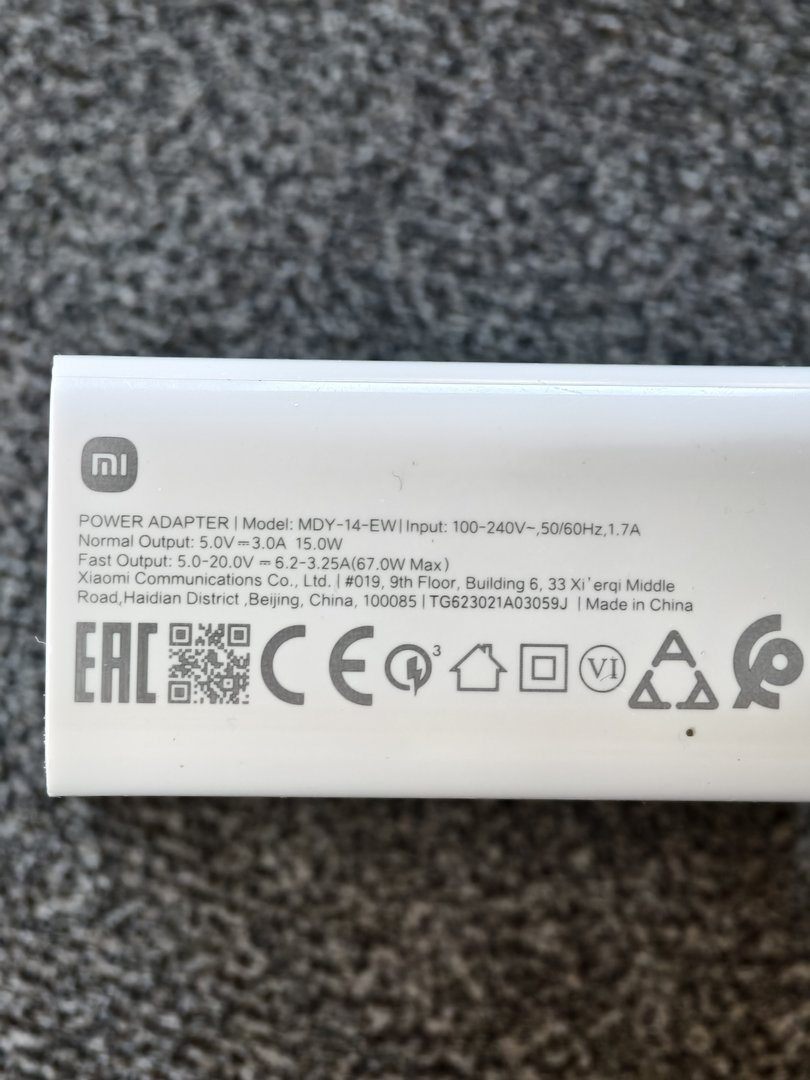 mi
POWER ADAPTER | Model: MDY-14-EW | Input: 100-240V~,50/60Hz,1.7A
Normal Output: 5.0V⎓3.0A 15.0W
Fast Output: 5.0-20.0V ⎓ 6.2-3.25A(67.0W Max)
Xiaomi Communications Co., Ltd. | #019, 9th Floor, Building 6, 33 Xi'erqi Middle
Road,Haidian District ,Beijing, China, 100085 | TG623021A03059J | Made in China
EAC CE 3 VI